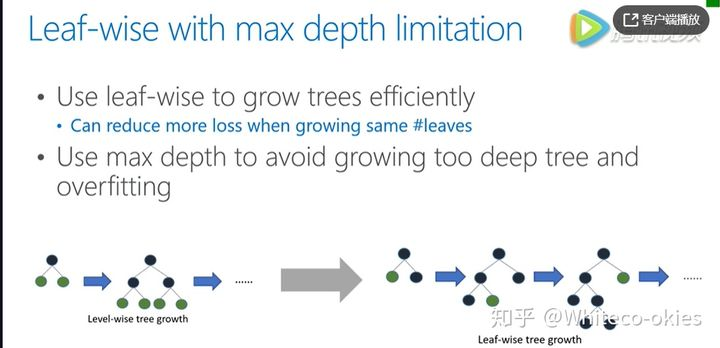 Leaf-wise with max depth limitation
客户端播放
• Use leaf-wise to grow trees efficiently
• Can reduce more loss when growing same #leaves
• Use max depth to avoid growing too deep tree and
overfitting
......
......
Level-wise tree growth
Leaf-wise tree growth
知乎 @Whiteco-okies